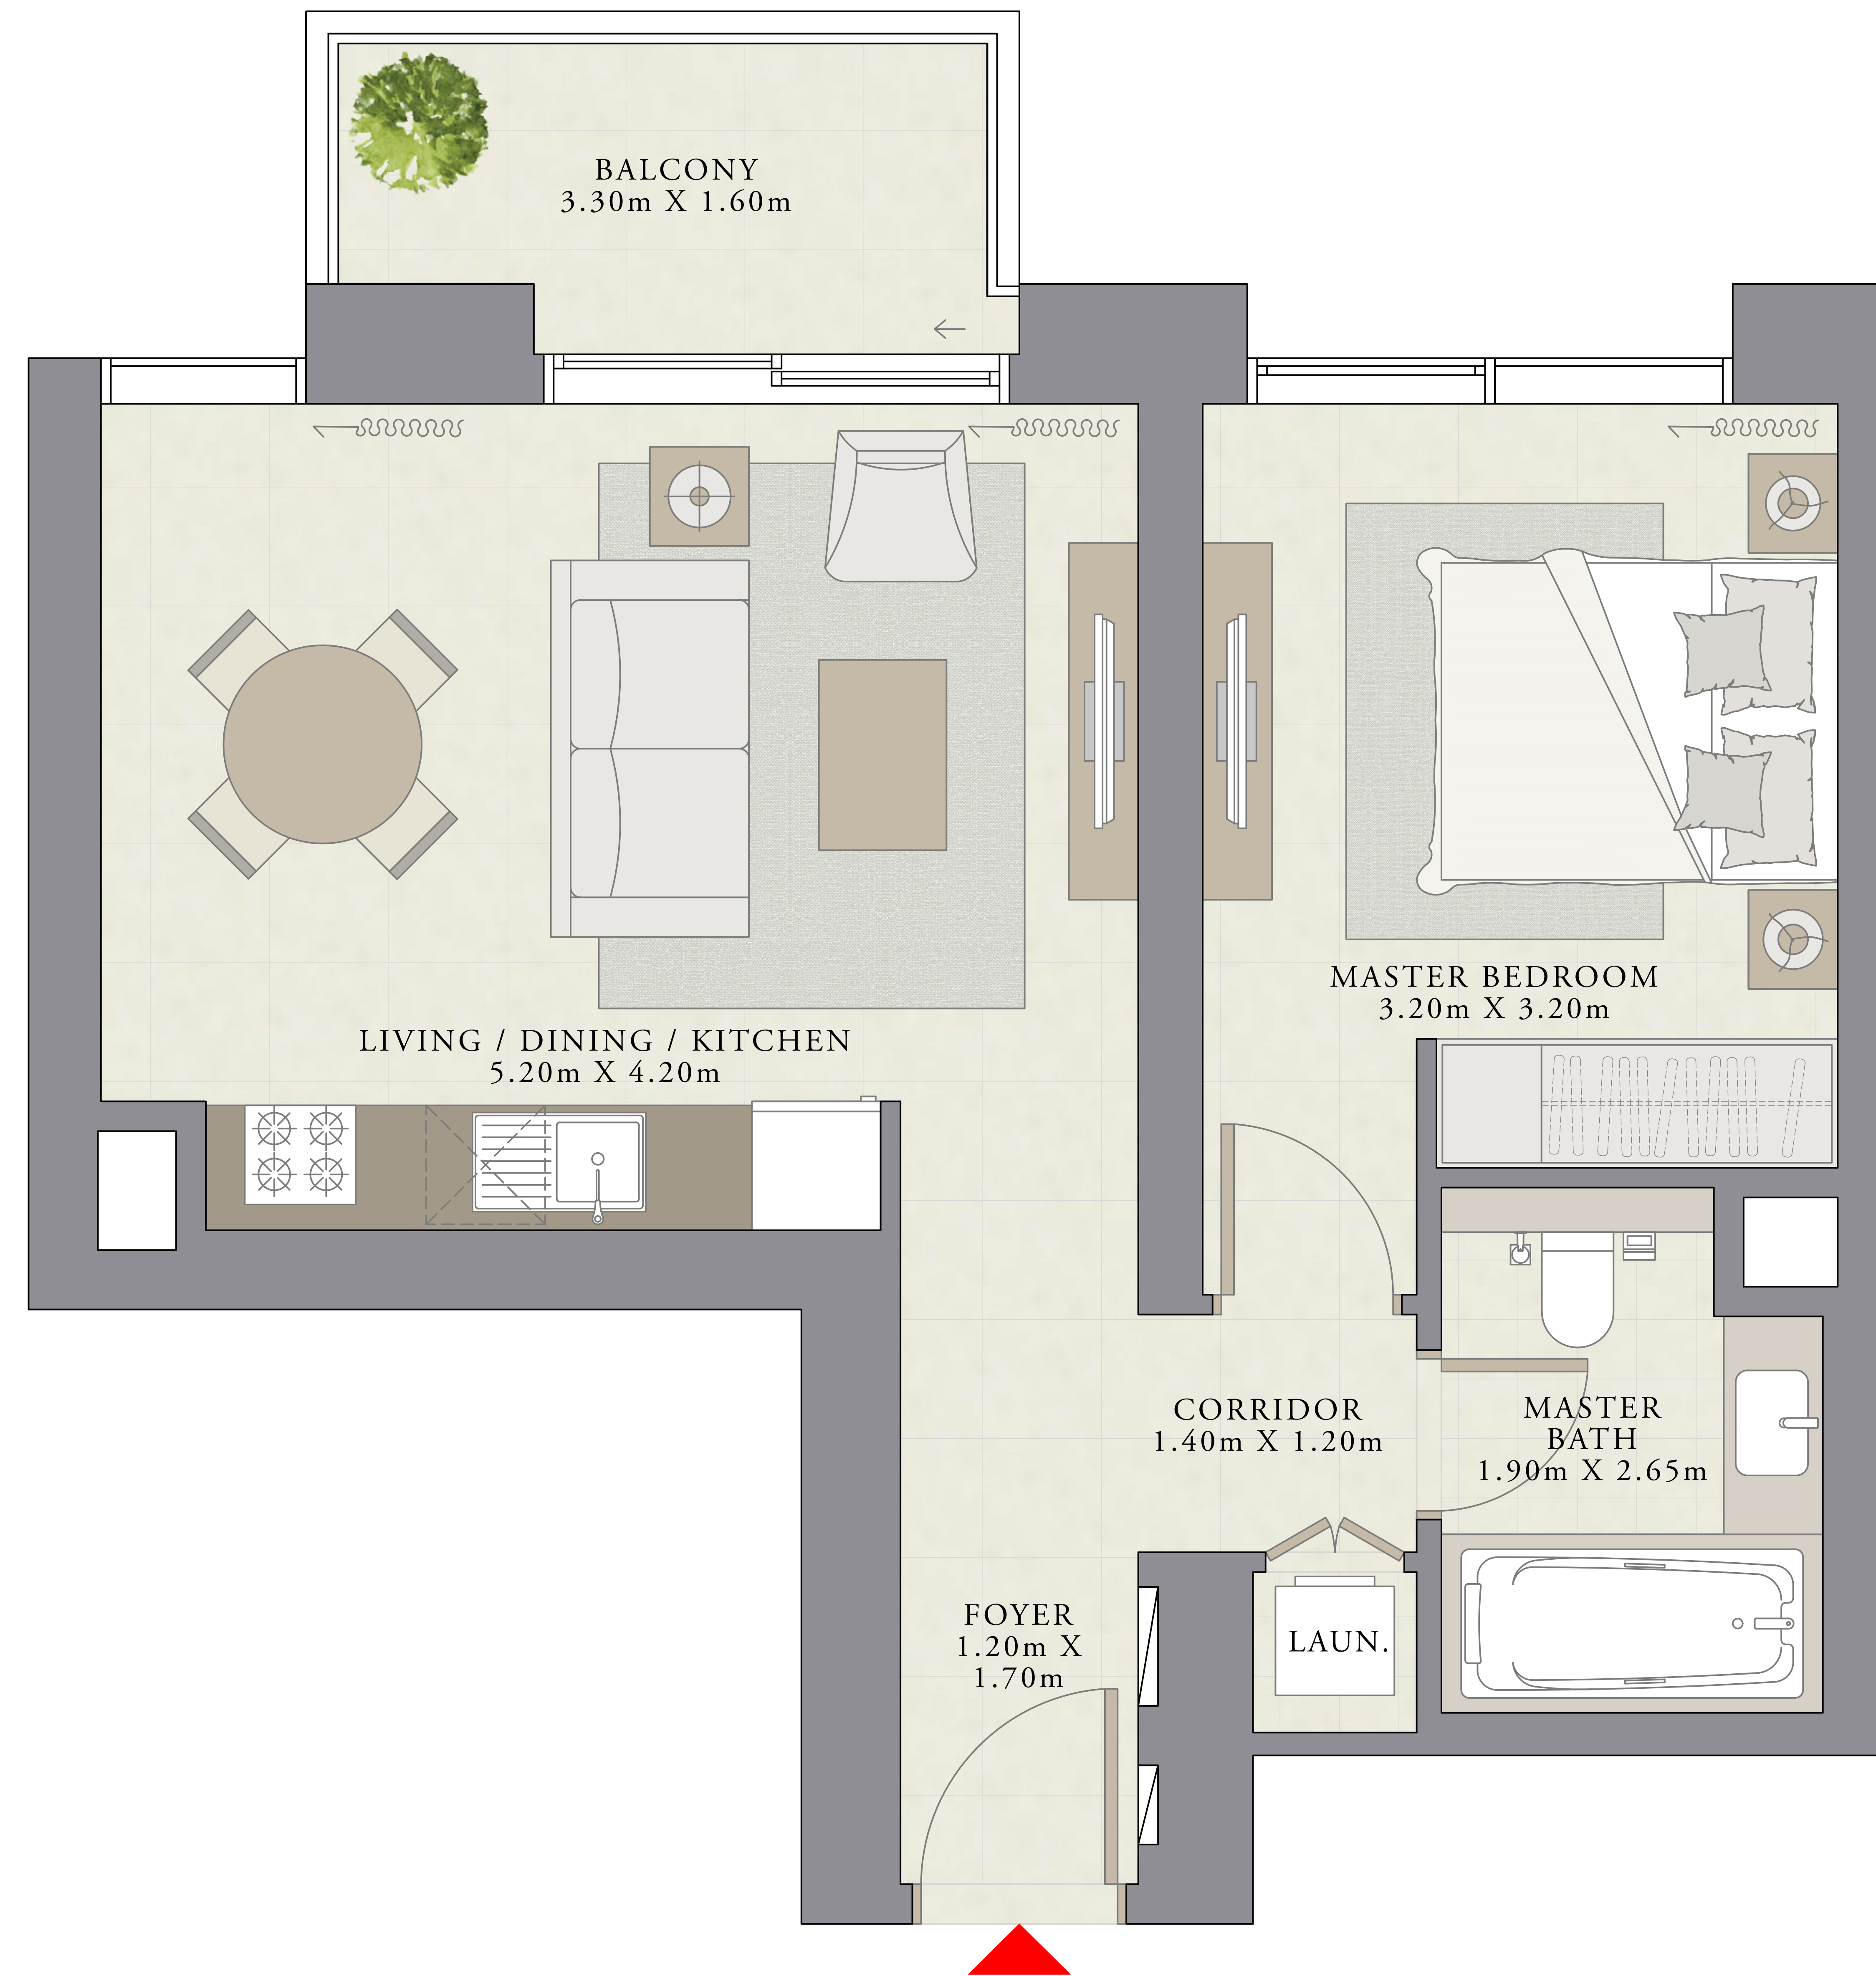 BALCONY
3.30m X 1.60m
MASTER BEDROOM
3.20m X 3.20m
LIVING / DINING / KITCHEN
5.20m X 4.20m
CORRIDOR
1.40m X 1.20m
MASTER
BATH
1.90m X 2.65m
FOYER
1.20m X
1.70m
LAUN.